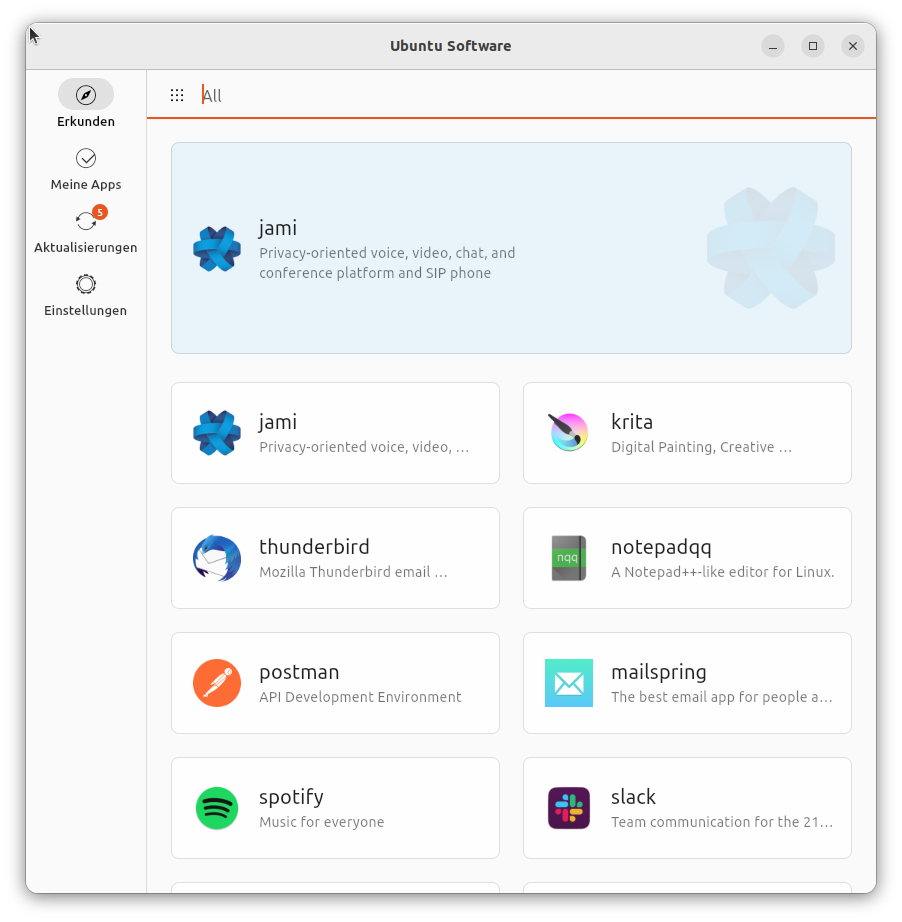 Ubuntu Software
Erkunden
Meine Apps
5
Aktualisierungen
Einstellungen
All
jami
Privacy-oriented voice, video, chat, and
conference platform and SIP phone
jami
Privacy-oriented voice, video, …
krita
Digital Painting, Creative …
thunderbird
Mozilla Thunderbird email …
nqq
notepadqq
A Notepad++-like editor for Linux.
postman
API Development Environment
mailspring
The best email app for people a…
spotify
Music for everyone
slack
Team communication for the 21…